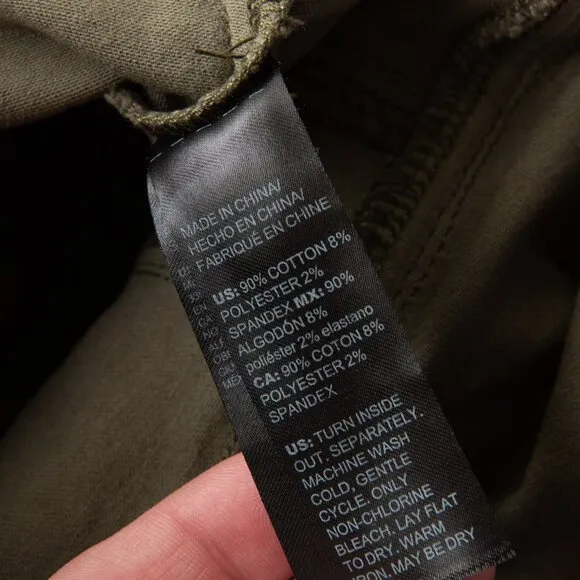 MADE IN CHINA/
HECHO EN CHINA/
FABRIQUÉ EN CHINE
US: 90% COTTON 8%
POLYESTER 2%
SPANDEX MX: 90%
ALGODÓN 8%
poliéster 2% elastano
CA: 90% COTON 8%
POLYESTER 2%
SPANDEX
US: TURN INSIDE
OUT. SEPARATELY.
MACHINE WASH
COLD, GENTLE
CYCLE. ONLY
NON-CHLORINE
BLEACH. LAY FLAT
TO DRY. WARM
IRON. MAY BE DRY